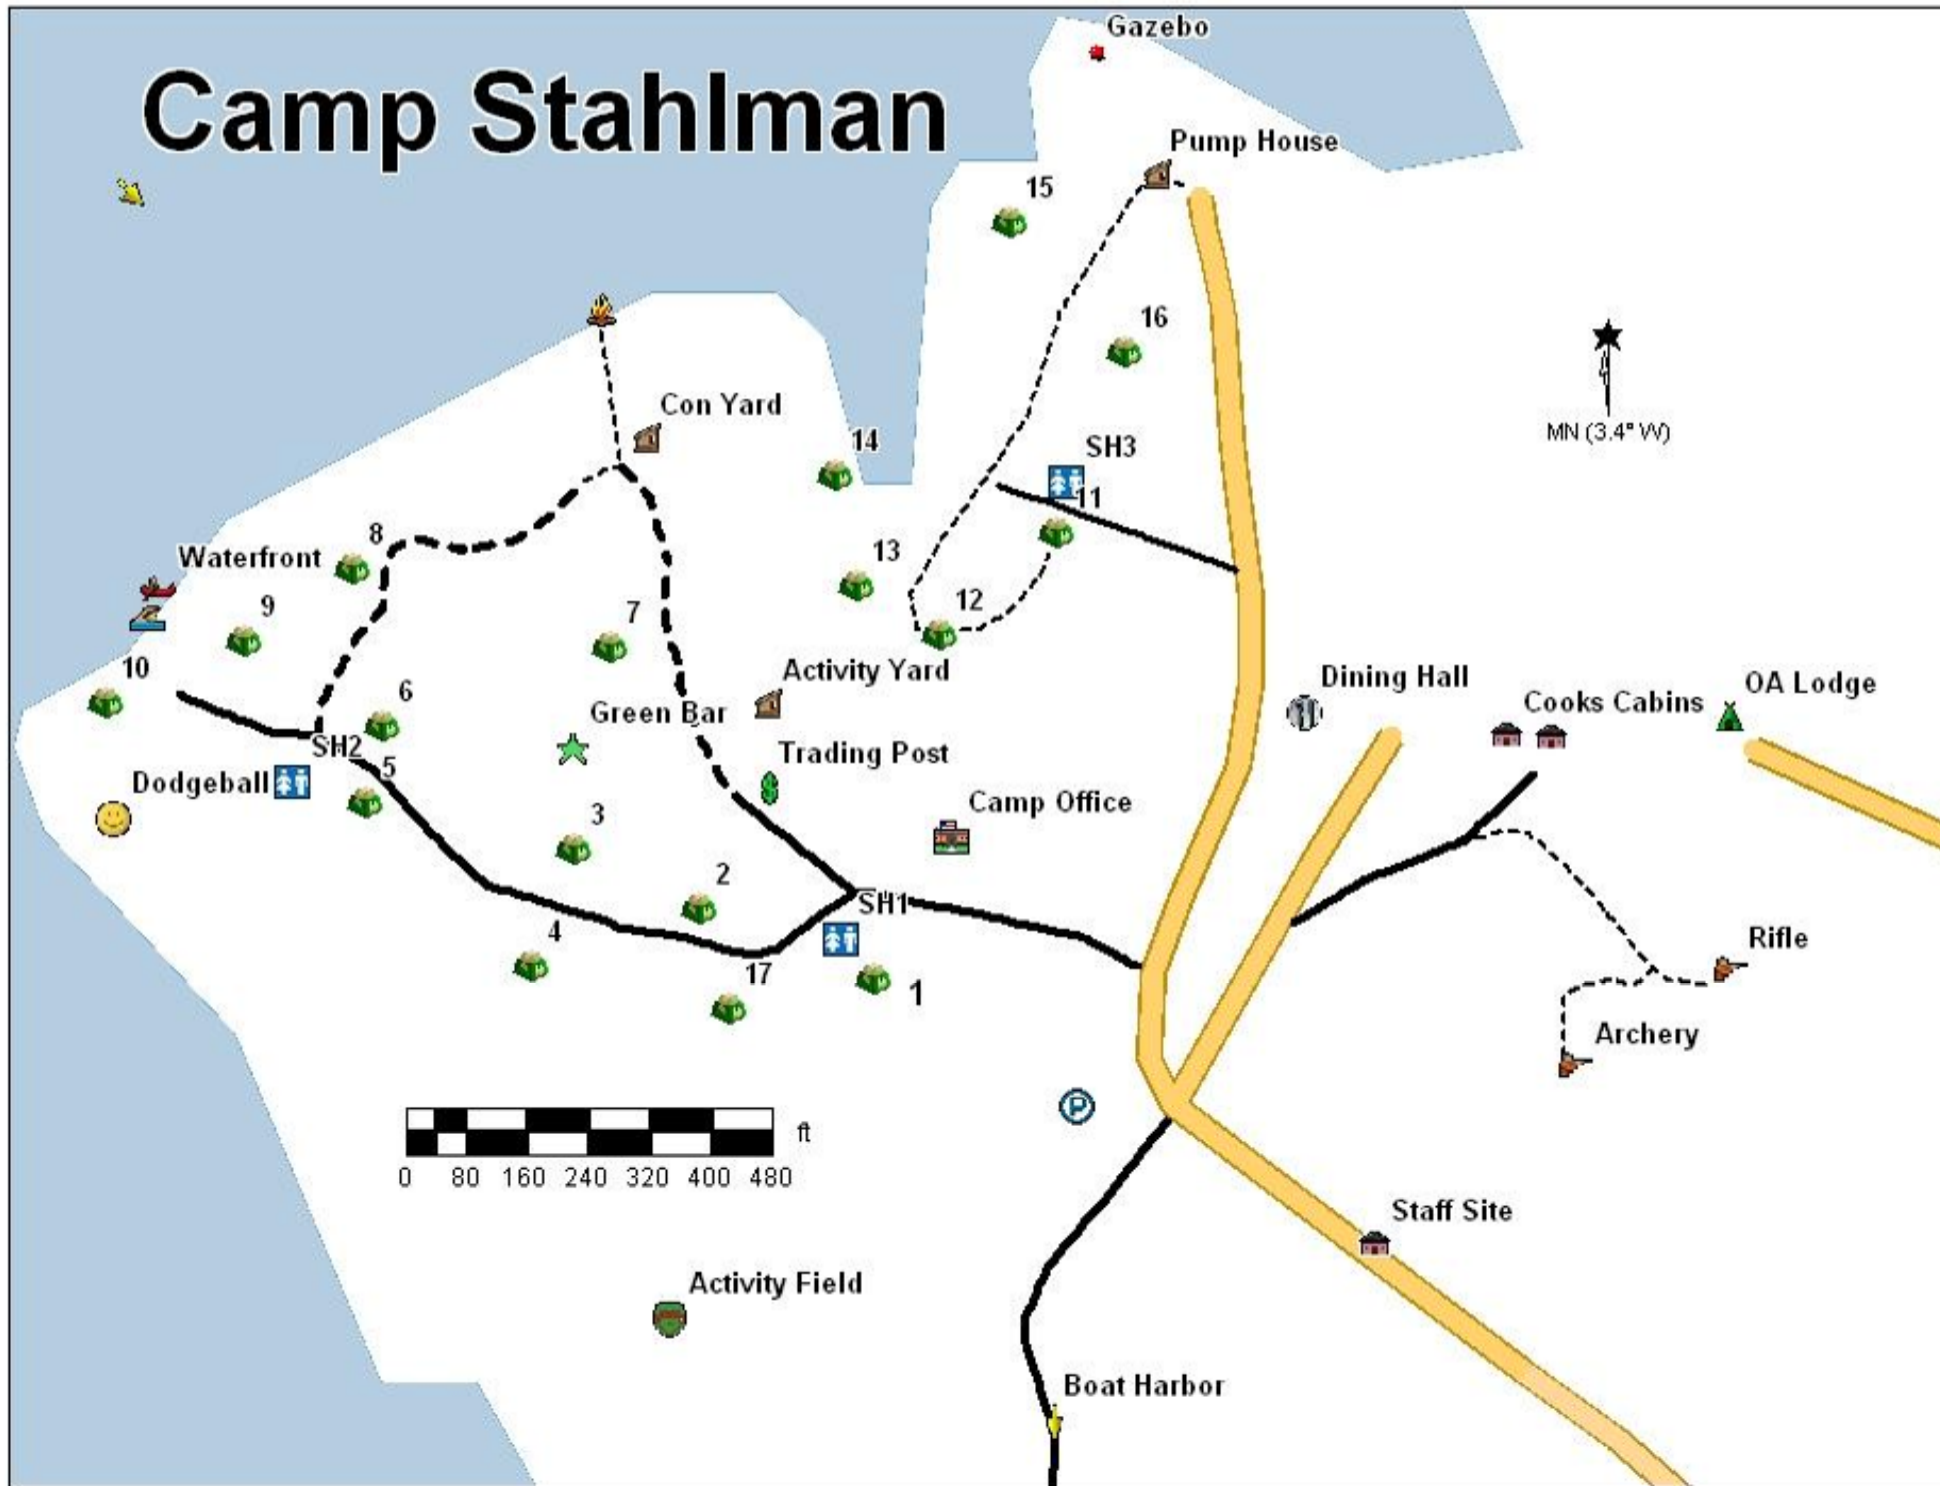 Gazebo
Camp Stahlman
Pump House
15
16
Con Yard
14
SH3
MN (3.4° W)
11
8
Waterfront
13
9
12
7
10
Activity Yard
Dining Hall
OA Lodge
6
Cooks Cabins
Green Bar
SH2
Trading Post
5
Dodgeball
Camp Office
3
2
SH1
4
Rifle
17
1
Archery
P
ft
0 80 160 240 320 400 480
Staff Site
Activity Field
Boat Harbor